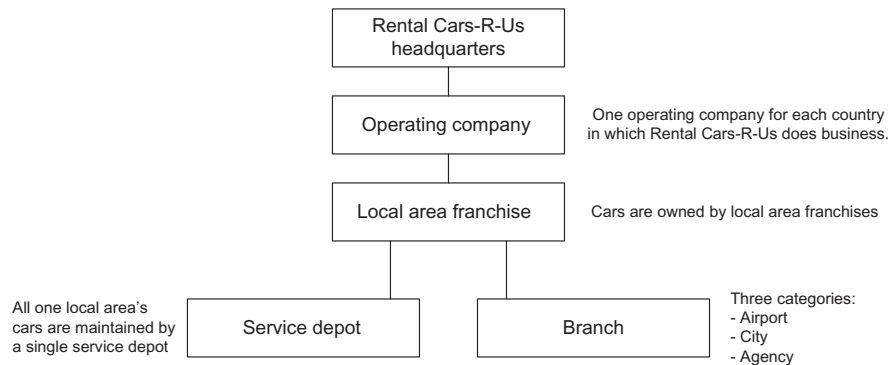 Rental Cars-R-Us
headquarters
Operating company
One operating company for each country
in which Rental Cars-R-Us does business.
Local area franchise
Cars are owned by local area franchises
All one local area's
cars are maintained by
a single service depot
Service depot
Branch
Three categories:
- Airport
- City
- Agency